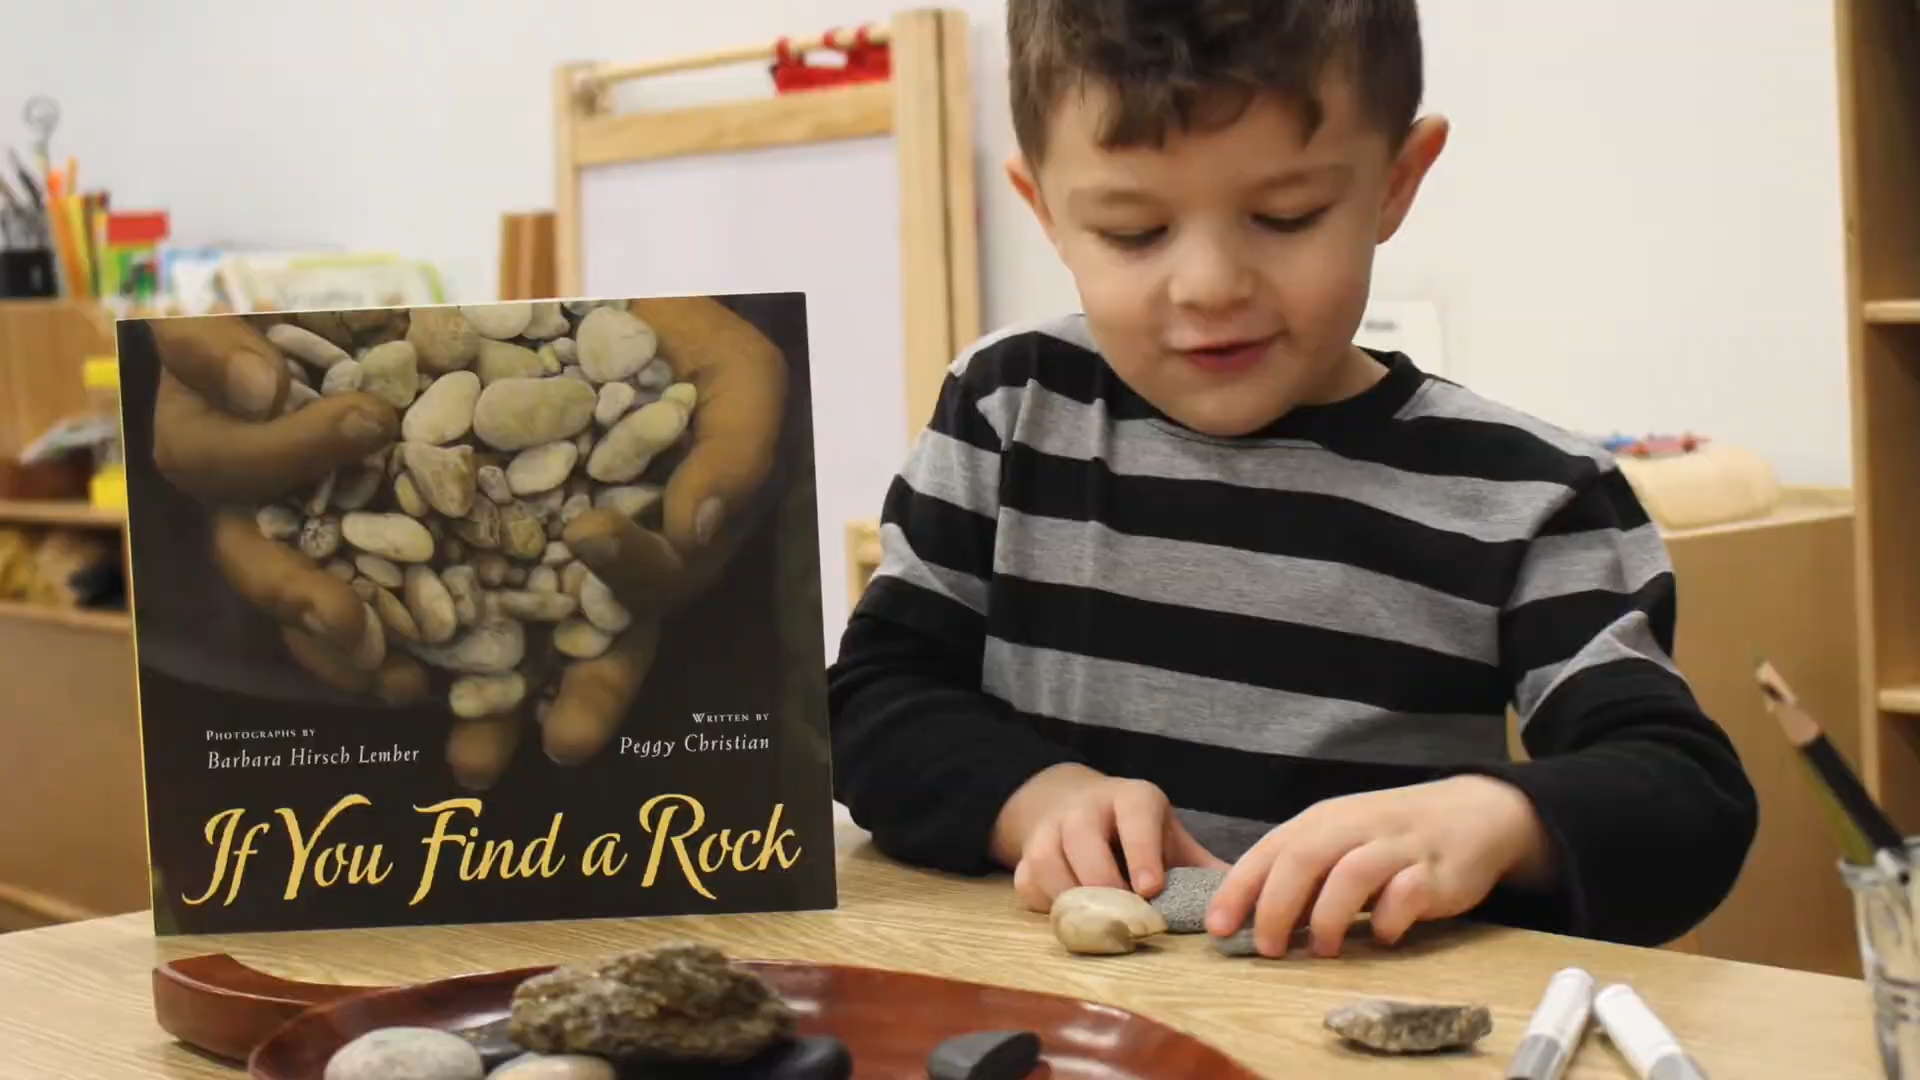 PHOTOGRAPHS BY
Barbara Hirsch Lember
WRITTEN BY
Peggy Christian
If You Find a Rock